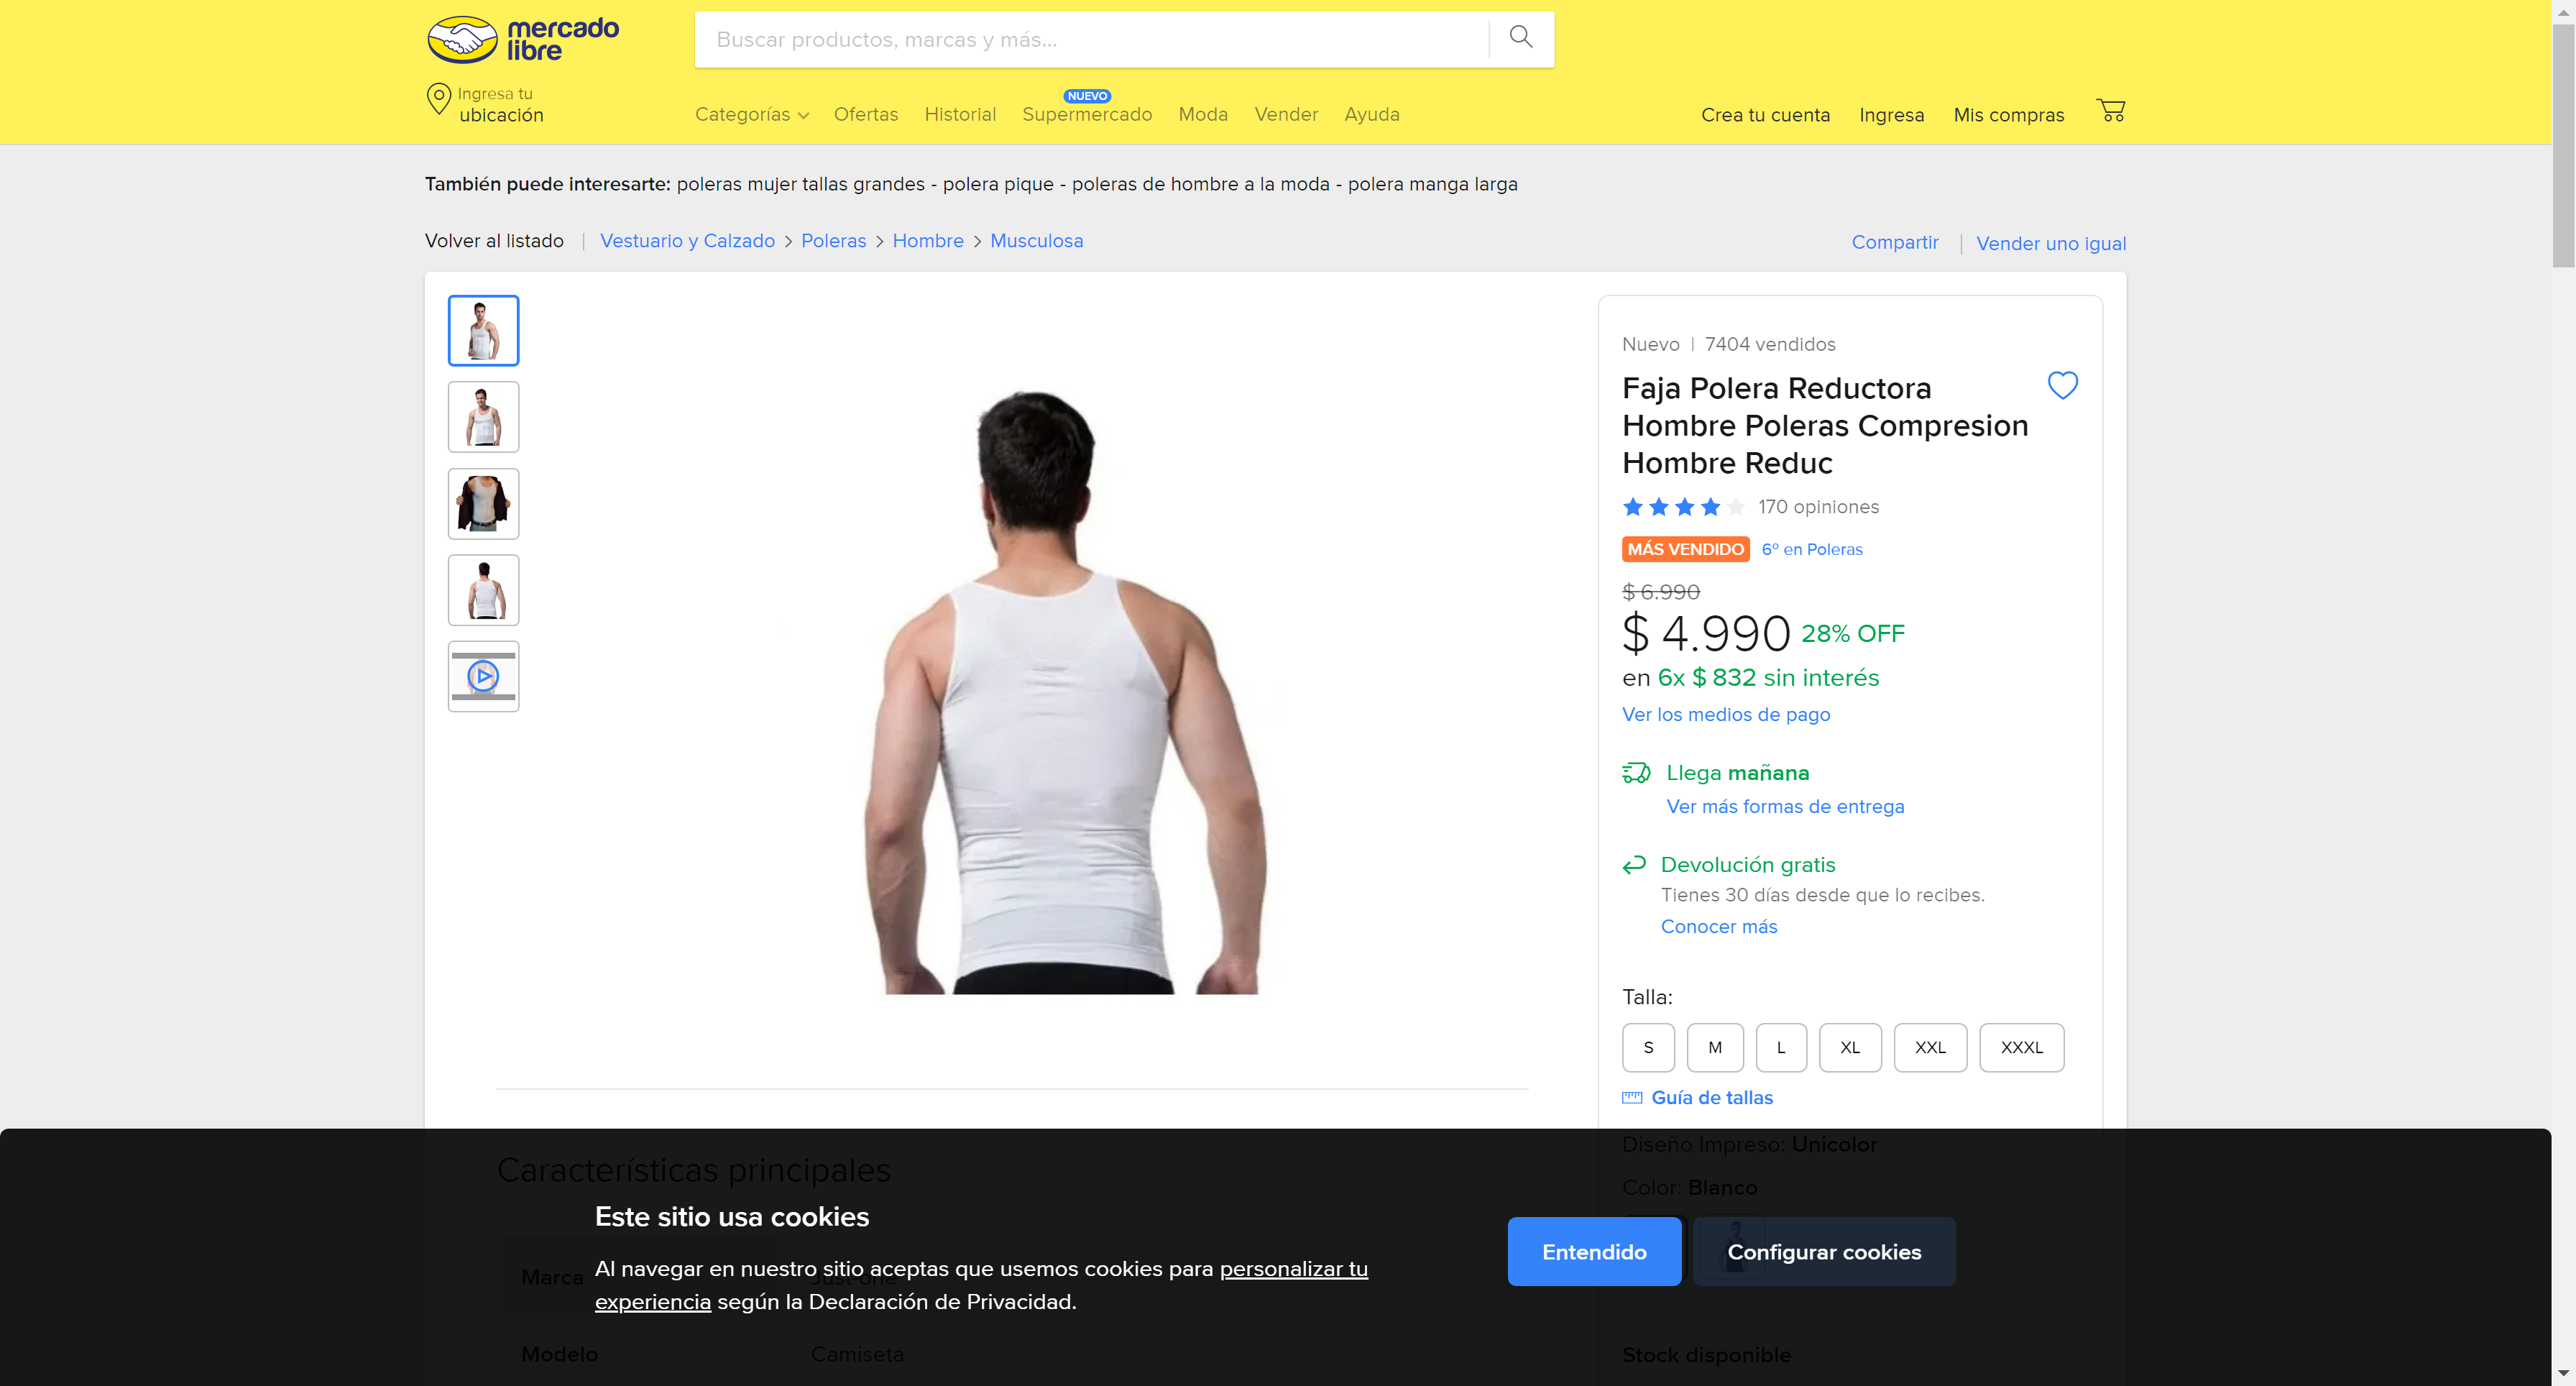 mercado
libre
Buscar productos, marcas y más...
Ingresa tu
ubicación
Categorías
Ofertas
Historial
NUEVO
Supermercado
Moda
Vender
Ayuda
Crea tu cuenta
Ingresa
Mis compras
También puede interesarte: poleras mujer tallas grandes - polera pique - poleras de hombre a la moda - polera manga larga
Volver al listado | Vestuario y Calzado > Poleras > Hombre > Musculosa
Compartir | Vender uno igual
Nuevo | 7404 vendidos
Faja Polera Reductora
Hombre Poleras Compresion
Hombre Reduc
170 opiniones
MÁS VENDIDO 6º en Poleras
$ 6.990
$ 4.990 28% OFF
en 6x $ 832 sin interés
Ver los medios de pago
Llega mañana
Ver más formas de entrega
Devolución gratis
Tienes 30 días desde que lo recibes.
Conocer más
Talla:
S M L XL XXL XXXL
Guía de tallas
Diseño Impreso: Unicolor
Color: Blanco
Características principales
Este sitio usa cookies
Al navegar en nuestro sitio aceptas que usemos cookies para personalizar tu
experiencia según la Declaración de Privacidad.
Entendido
Configurar cookies
Marca Just-one
Modelo Camiseta
Stock disponible